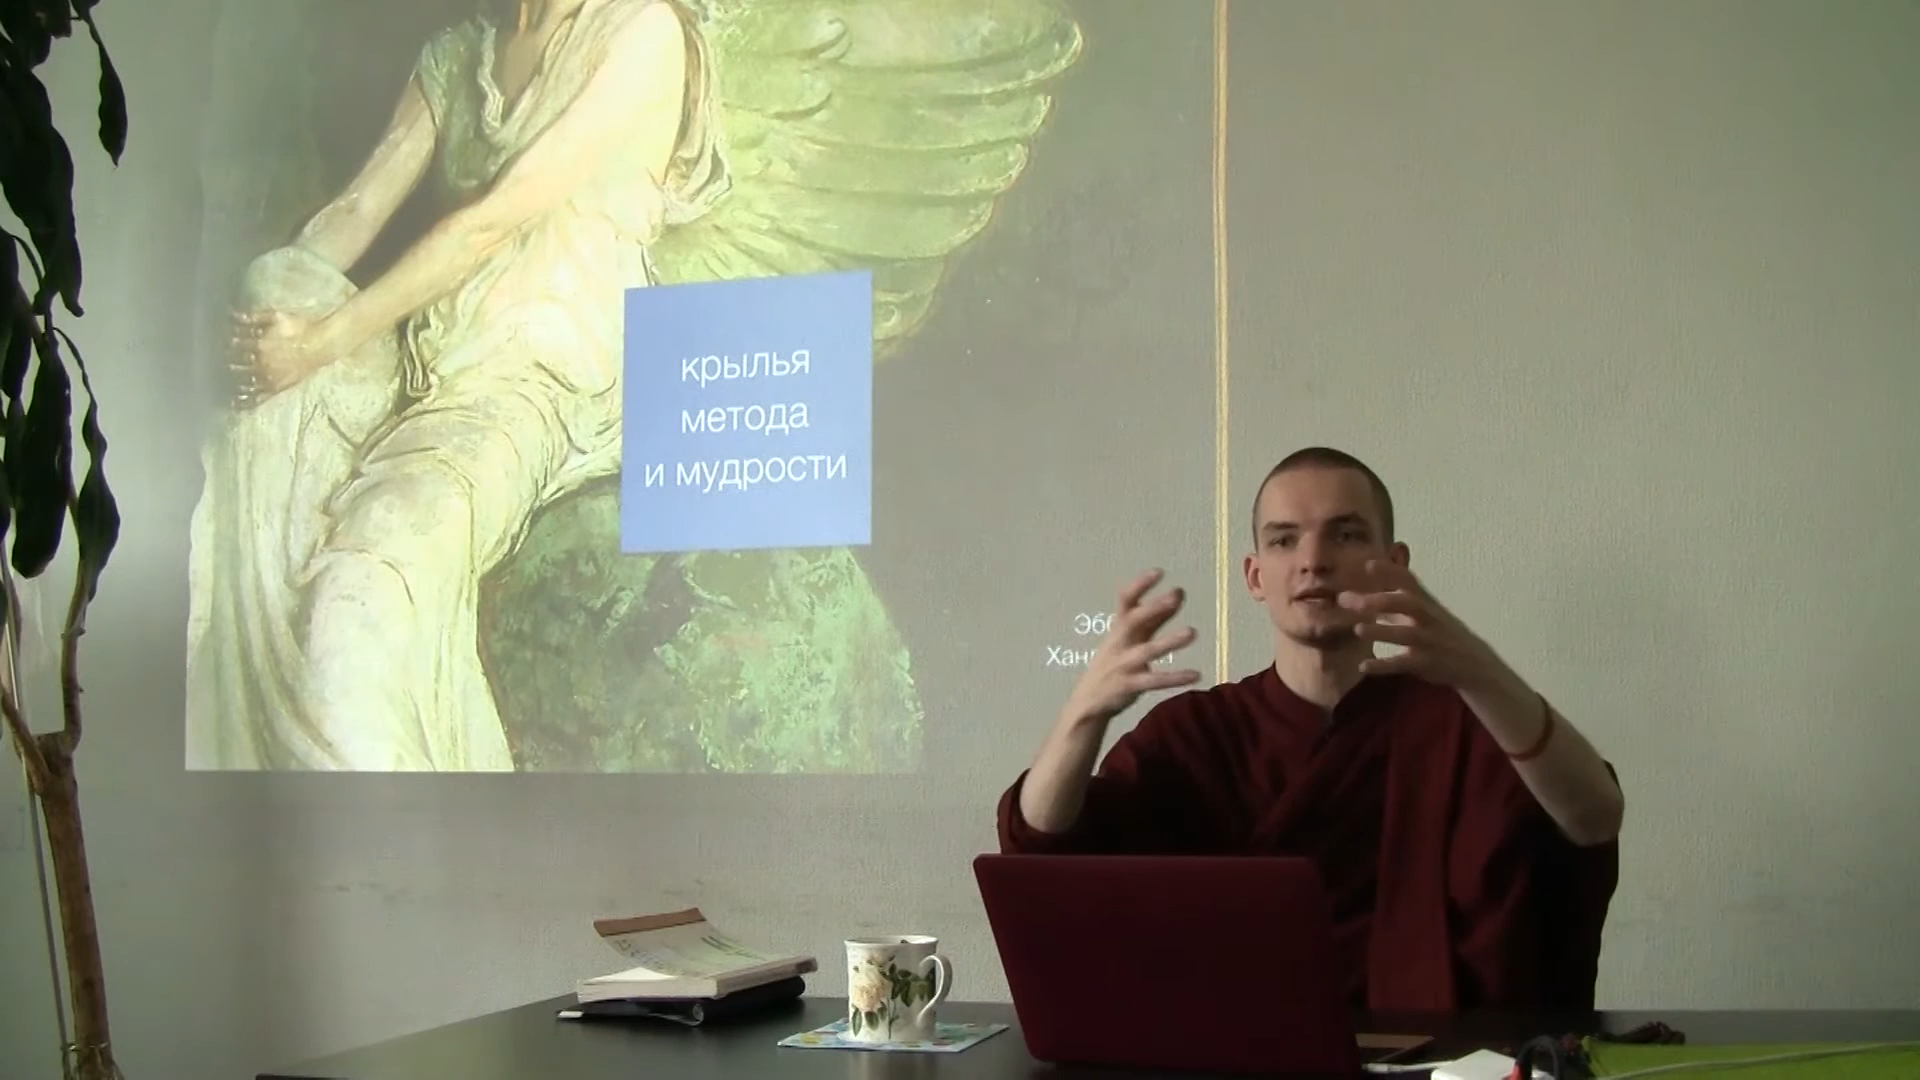 крылья
метода
и мудрости